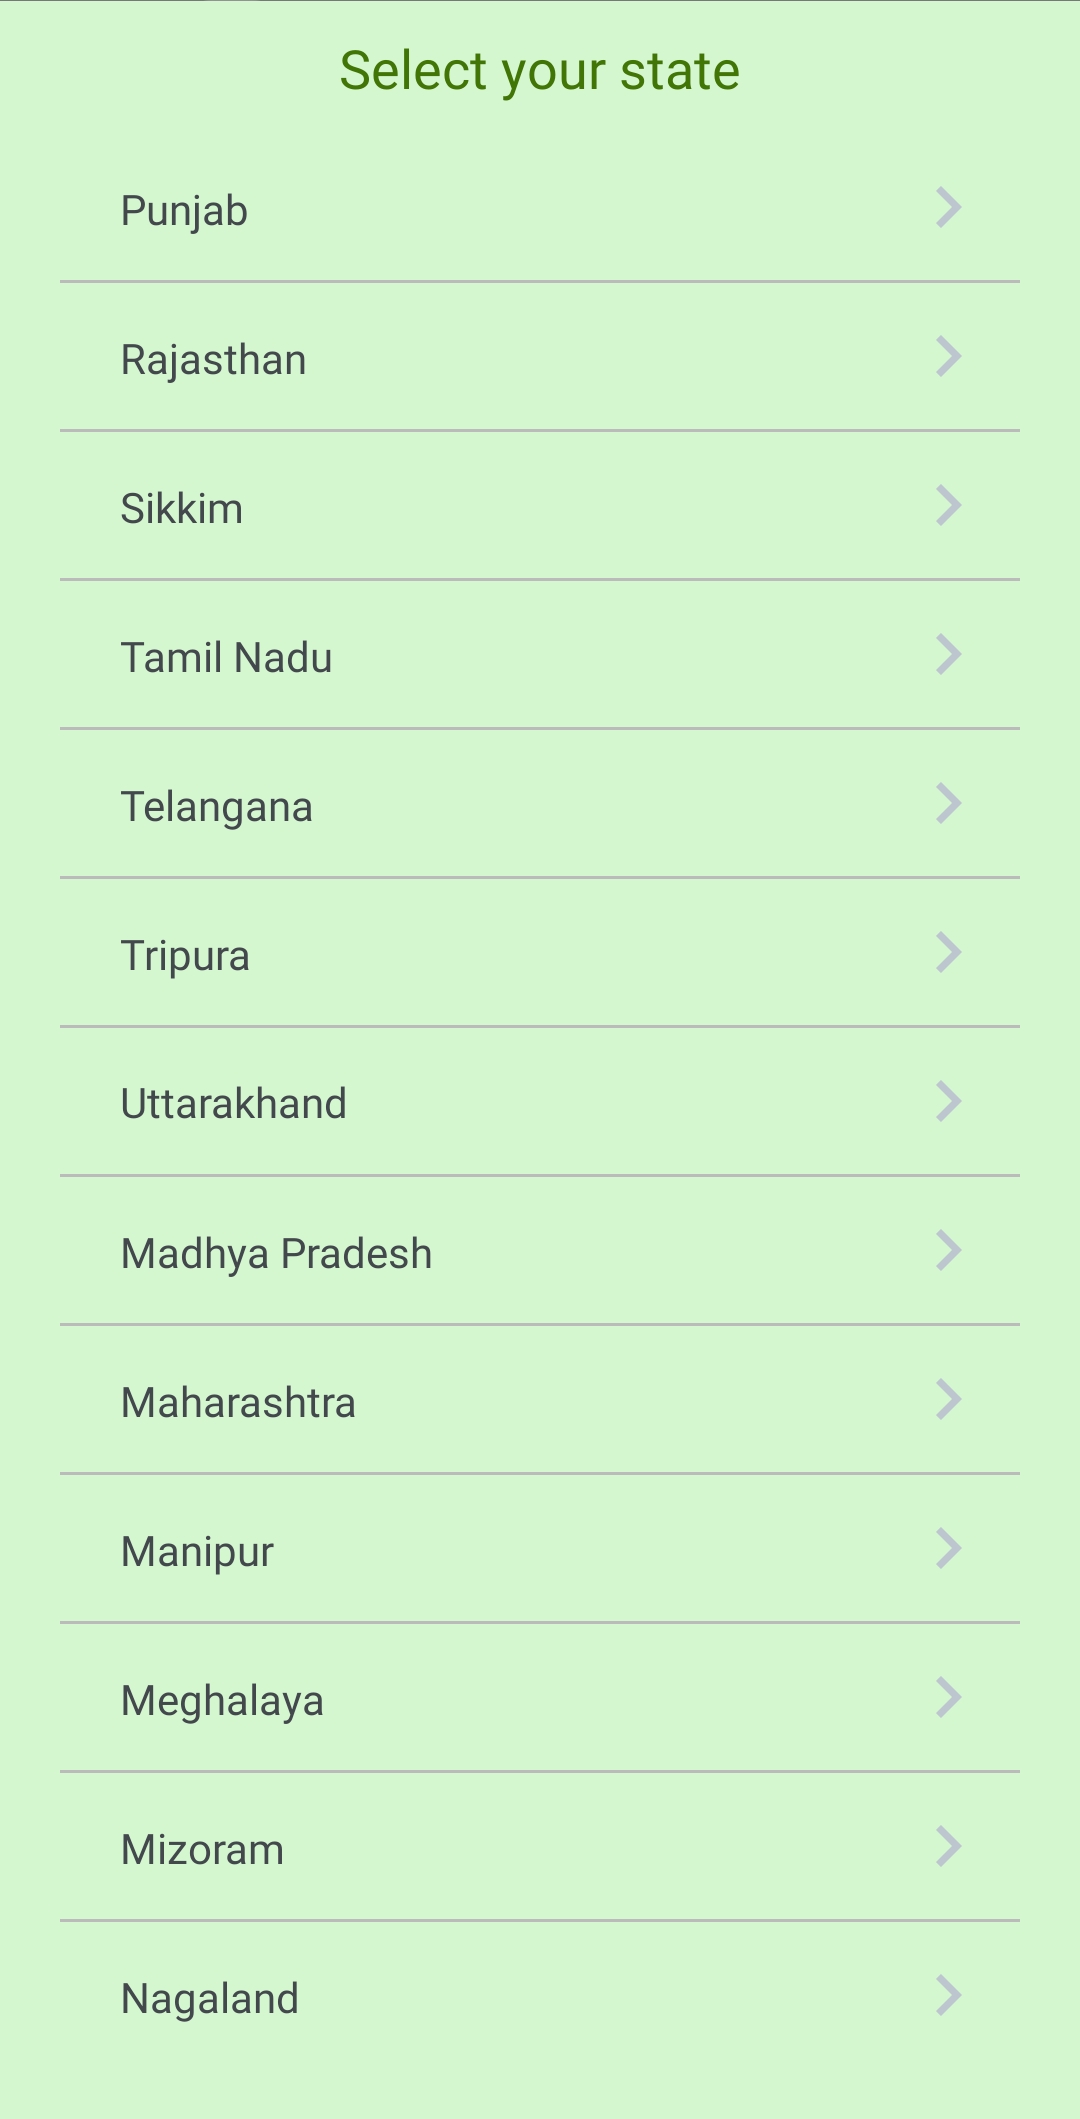 Select your state
Punjab
Rajasthan
Sikkim
Tamil Nadu
Telangana
Tripura
Uttarakhand
Madhya Pradesh
Maharashtra
Manipur
Meghalaya
Mizoram
Nagaland